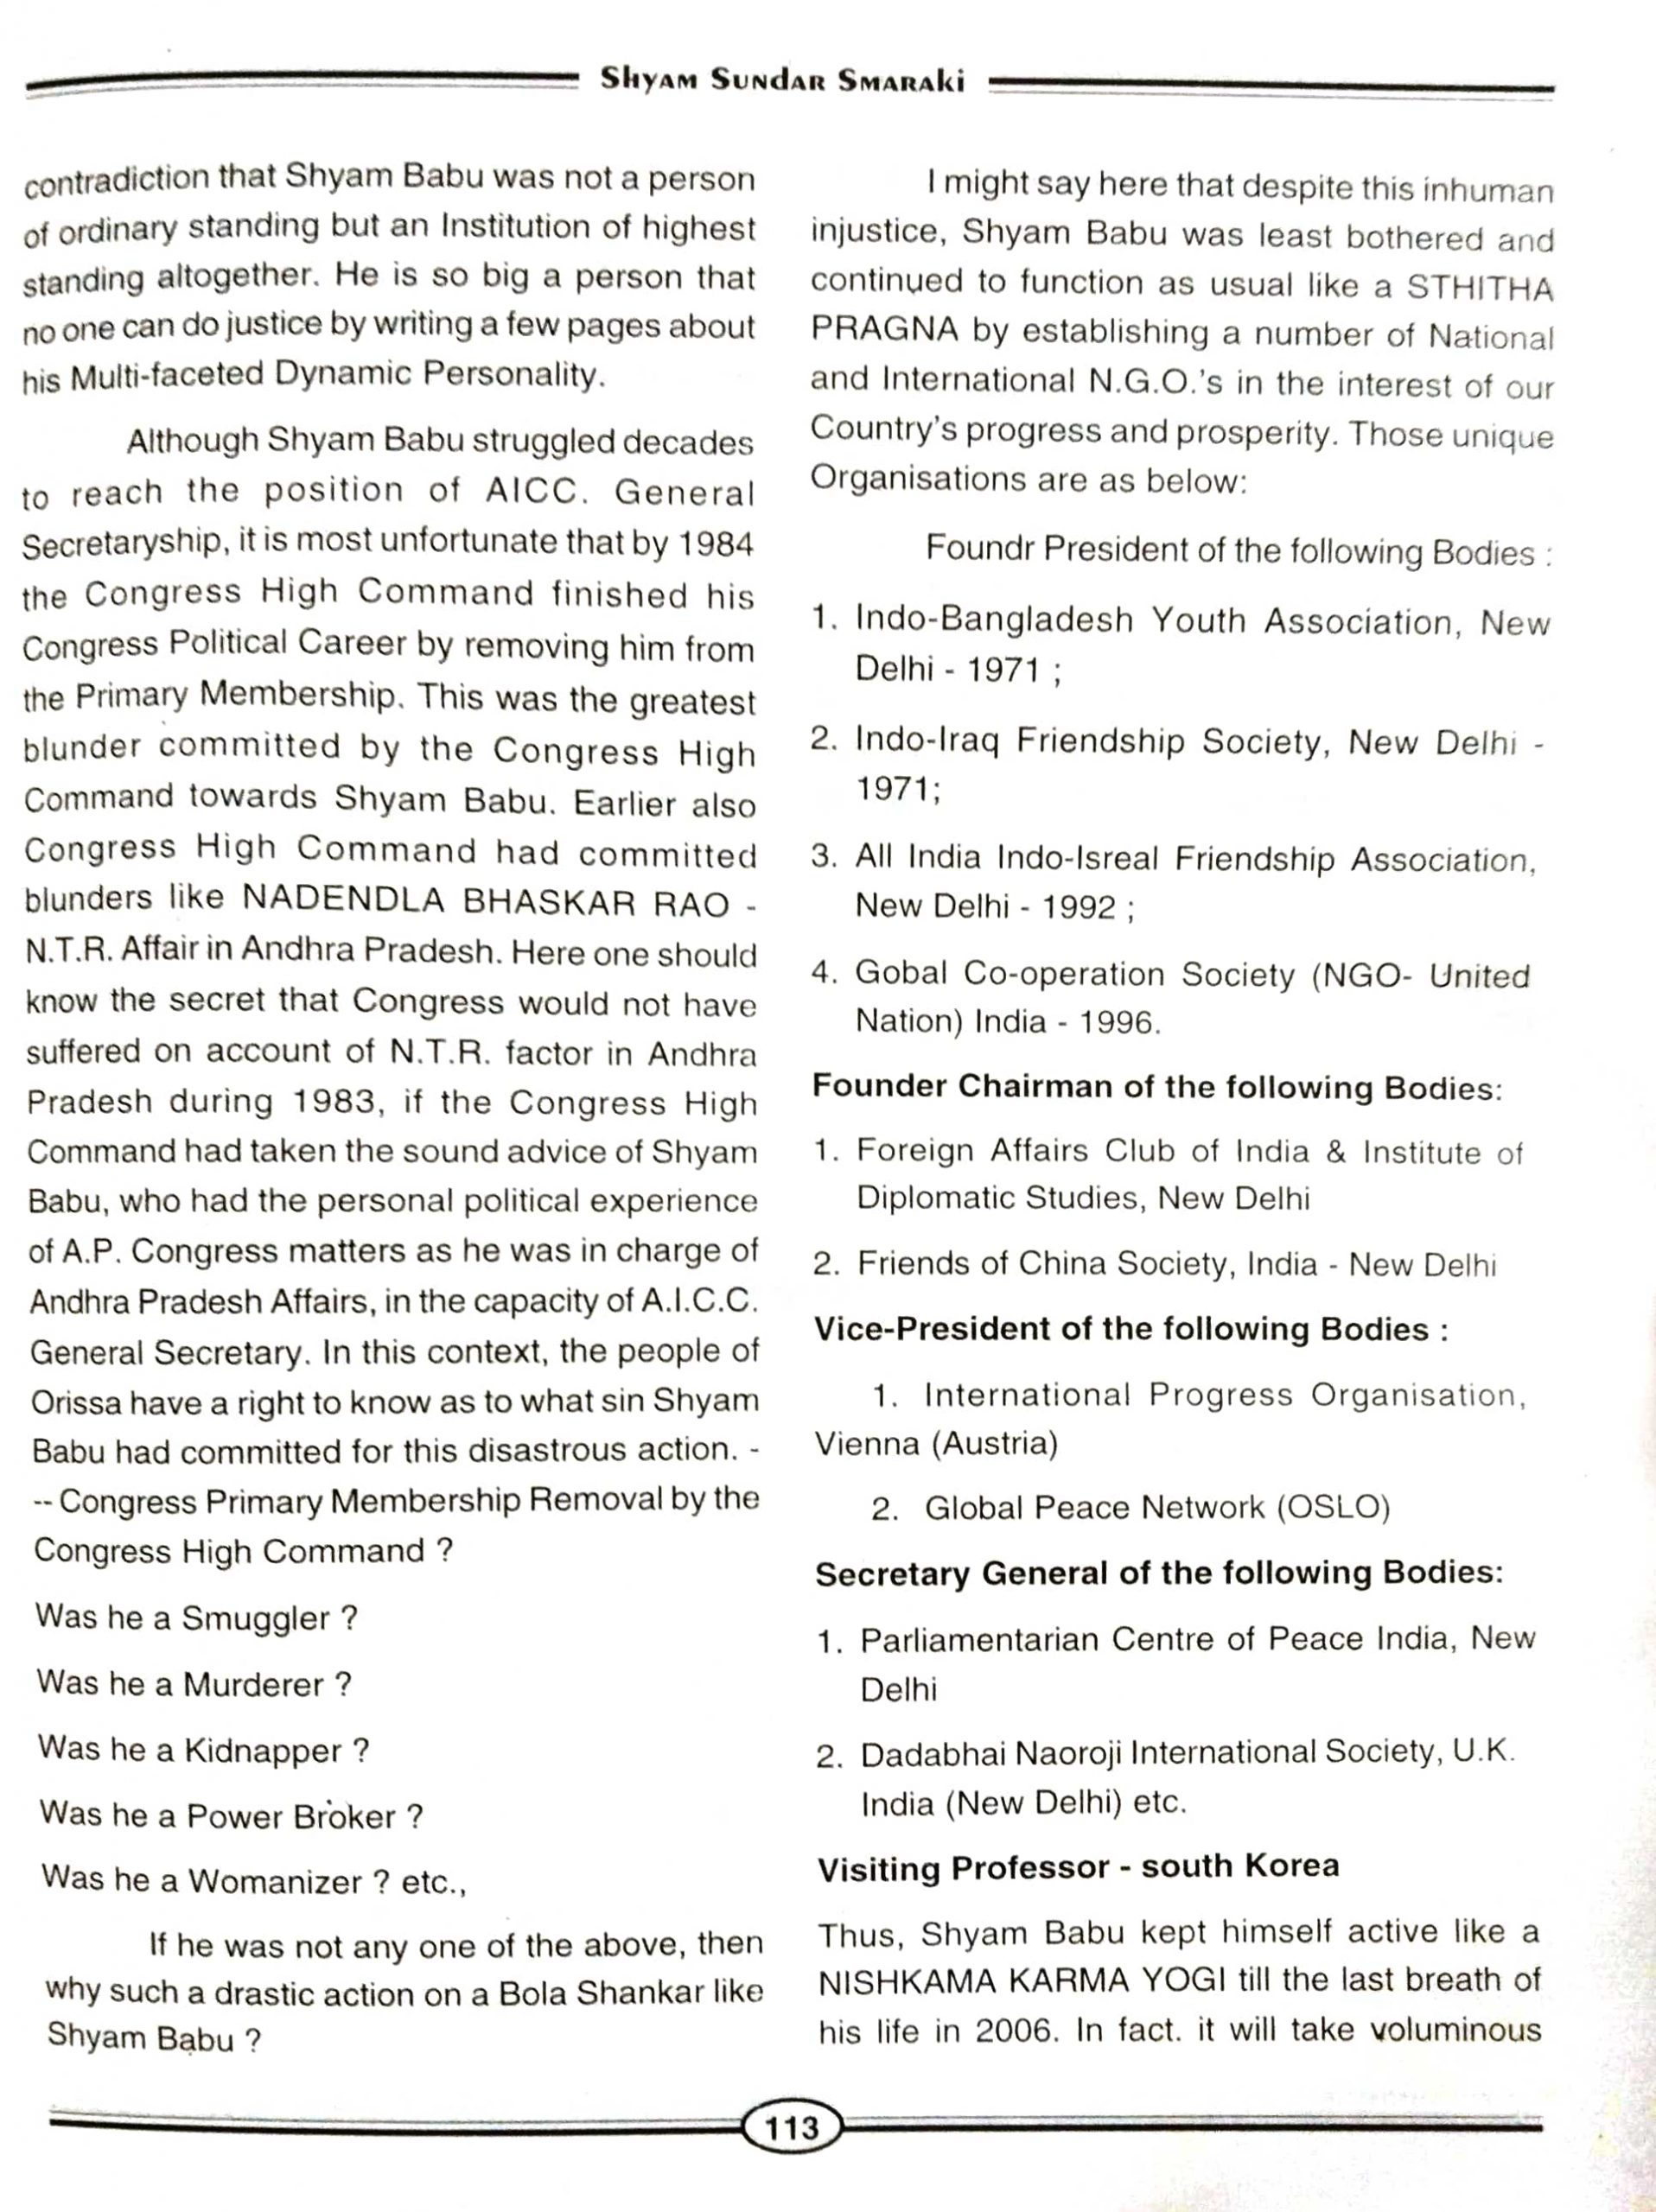 Shyam Sundar Smaraki
contradiction that Shyam Babu was not a person
of ordinary standing but an Institution of highest
standing altogether. He is so big a person that
no one can do justice by writing a few pages about
his Multi-faceted Dynamic Personality.
Although Shyam Babu struggled decades
to reach the position of AICC. General
Secretaryship, it is most unfortunate that by 1984
the Congress High Command finished his
Congress Political Career by removing him from
the Primary Membership. This was the greatest
blunder committed by the Congress High
Command towards Shyam Babu. Earlier also
Congress High Command had committed
blunders like NADENDLA BHASKAR RAO -
N.T.R. Affair in Andhra Pradesh. Here one should
know the secret that Congress would not have
suffered on account of N.T.R. factor in Andhra
Pradesh during 1983, if the Congress High
Command had taken the sound advice of Shyam
Babu, who had the personal political experience
of A.P. Congress matters as he was in charge of
Andhra Pradesh Affairs, in the capacity of A.I.C.C.
General Secretary. In this context, the people of
Orissa have a right to know as to what sin Shyam
Babu had committed for this disastrous action. -
-- Congress Primary Membership Removal by the
Congress High Command ?
Was he a Smuggler ?
Was he a Murderer ?
Was he a Kidnapper ?
Was he a Power Broker ?
Was he a Womanizer ? etc.,
If he was not any one of the above, then
why such a drastic action on a Bola Shankar like
Shyam Babu ?
I might say here that despite this inhuman
injustice, Shyam Babu was least bothered and
continued to function as usual like a STHITHA
PRAGNA by establishing a number of National
and International N.G.O.'s in the interest of our
Country's progress and prosperity. Those unique
Organisations are as below:
Foundr President of the following Bodies :
1. Indo-Bangladesh Youth Association, New
Delhi - 1971 ;
2. Indo-Iraq Friendship Society, New Delhi -
1971;
3. All India Indo-Isreal Friendship Association,
New Delhi - 1992 ;
4. Gobal Co-operation Society (NGO- United
Nation) India - 1996.
Founder Chairman of the following Bodies:
1. Foreign Affairs Club of India & Institute of
Diplomatic Studies, New Delhi
2. Friends of China Society, India - New Delhi
Vice-President of the following Bodies :
1. International Progress Organisation,
Vienna (Austria)
2. Global Peace Network (OSLO)
Secretary General of the following Bodies:
1. Parliamentarian Centre of Peace India, New
Delhi
2. Dadabhai Naoroji International Society, U.K.
India (New Delhi) etc.
Visiting Professor - south Korea
Thus, Shyam Babu kept himself active like a
NISHKAMA KARMA YOGI till the last breath of
his life in 2006. In fact. it will take voluminous
113